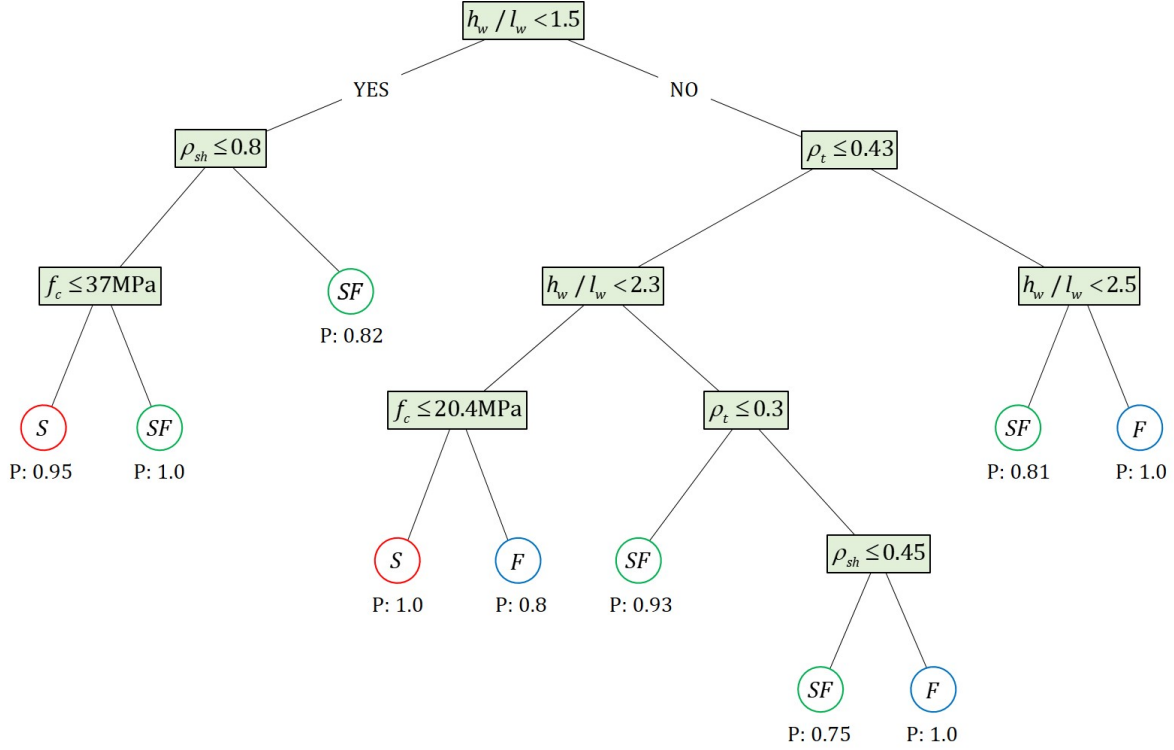 h_w / l_w < 1.5
YES
NO
ρ_sh ≤ 0.8
ρ_t ≤ 0.43
f_c ≤ 37MPa
SF
P: 0.82
h_w / l_w < 2.3
h_w / l_w < 2.5
S
P: 0.95
SF
P: 1.0
f_c ≤ 20.4MPa
ρ_t ≤ 0.3
SF
P: 0.81
F
P: 1.0
S
P: 1.0
F
P: 0.8
SF
P: 0.93
ρ_sh ≤ 0.45
SF
P: 0.75
F
P: 1.0